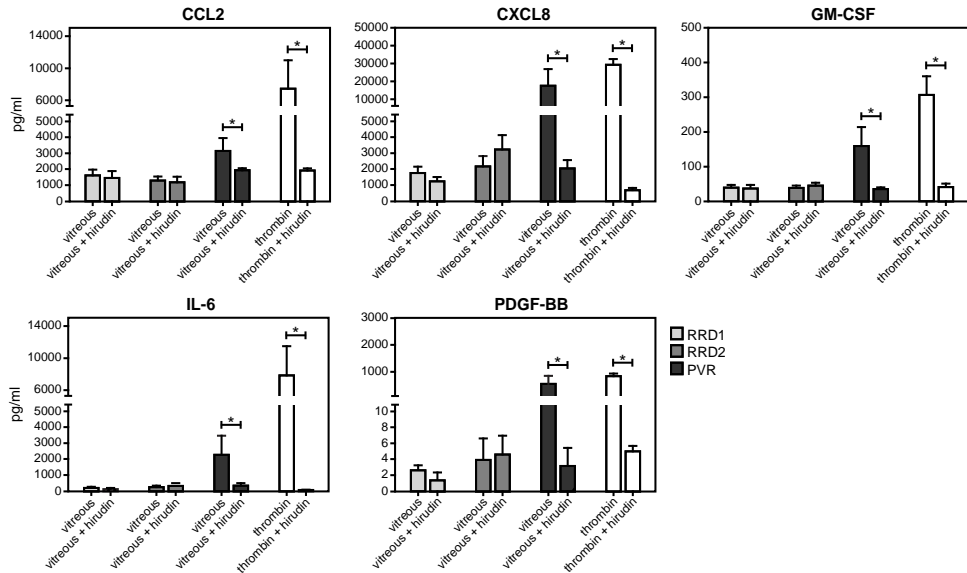 CCL2
pg/ml
14000
10000
6000
5000
4000
3000
2000
1000
0
*
*
vitreous
vitreous + hirudin
vitreous
vitreous + hirudin
vitreous
vitreous + hirudin
thrombin
thrombin + hirudin
CXCL8
50000
40000
30000
20000
10000
5000
4000
3000
2000
1000
0
*
*
vitreous
vitreous + hirudin
vitreous
vitreous + hirudin
vitreous
vitreous + hirudin
thrombin
thrombin + hirudin
GM-CSF
500
400
300
200
100
0
*
*
vitreous
vitreous + hirudin
vitreous
vitreous + hirudin
vitreous
vitreous + hirudin
thrombin
thrombin + hirudin
IL-6
pg/ml
14000
10000
6000
5000
4000
3000
2000
1000
0
*
*
vitreous
vitreous + hirudin
vitreous
vitreous + hirudin
vitreous
vitreous + hirudin
thrombin
thrombin + hirudin
PDGF-BB
3000
2000
1000
6
4
2
0
*
*
vitreous
vitreous + hirudin
vitreous
vitreous + hirudin
vitreous
vitreous + hirudin
thrombin
thrombin + hirudin
RRD1
RRD2
PVR